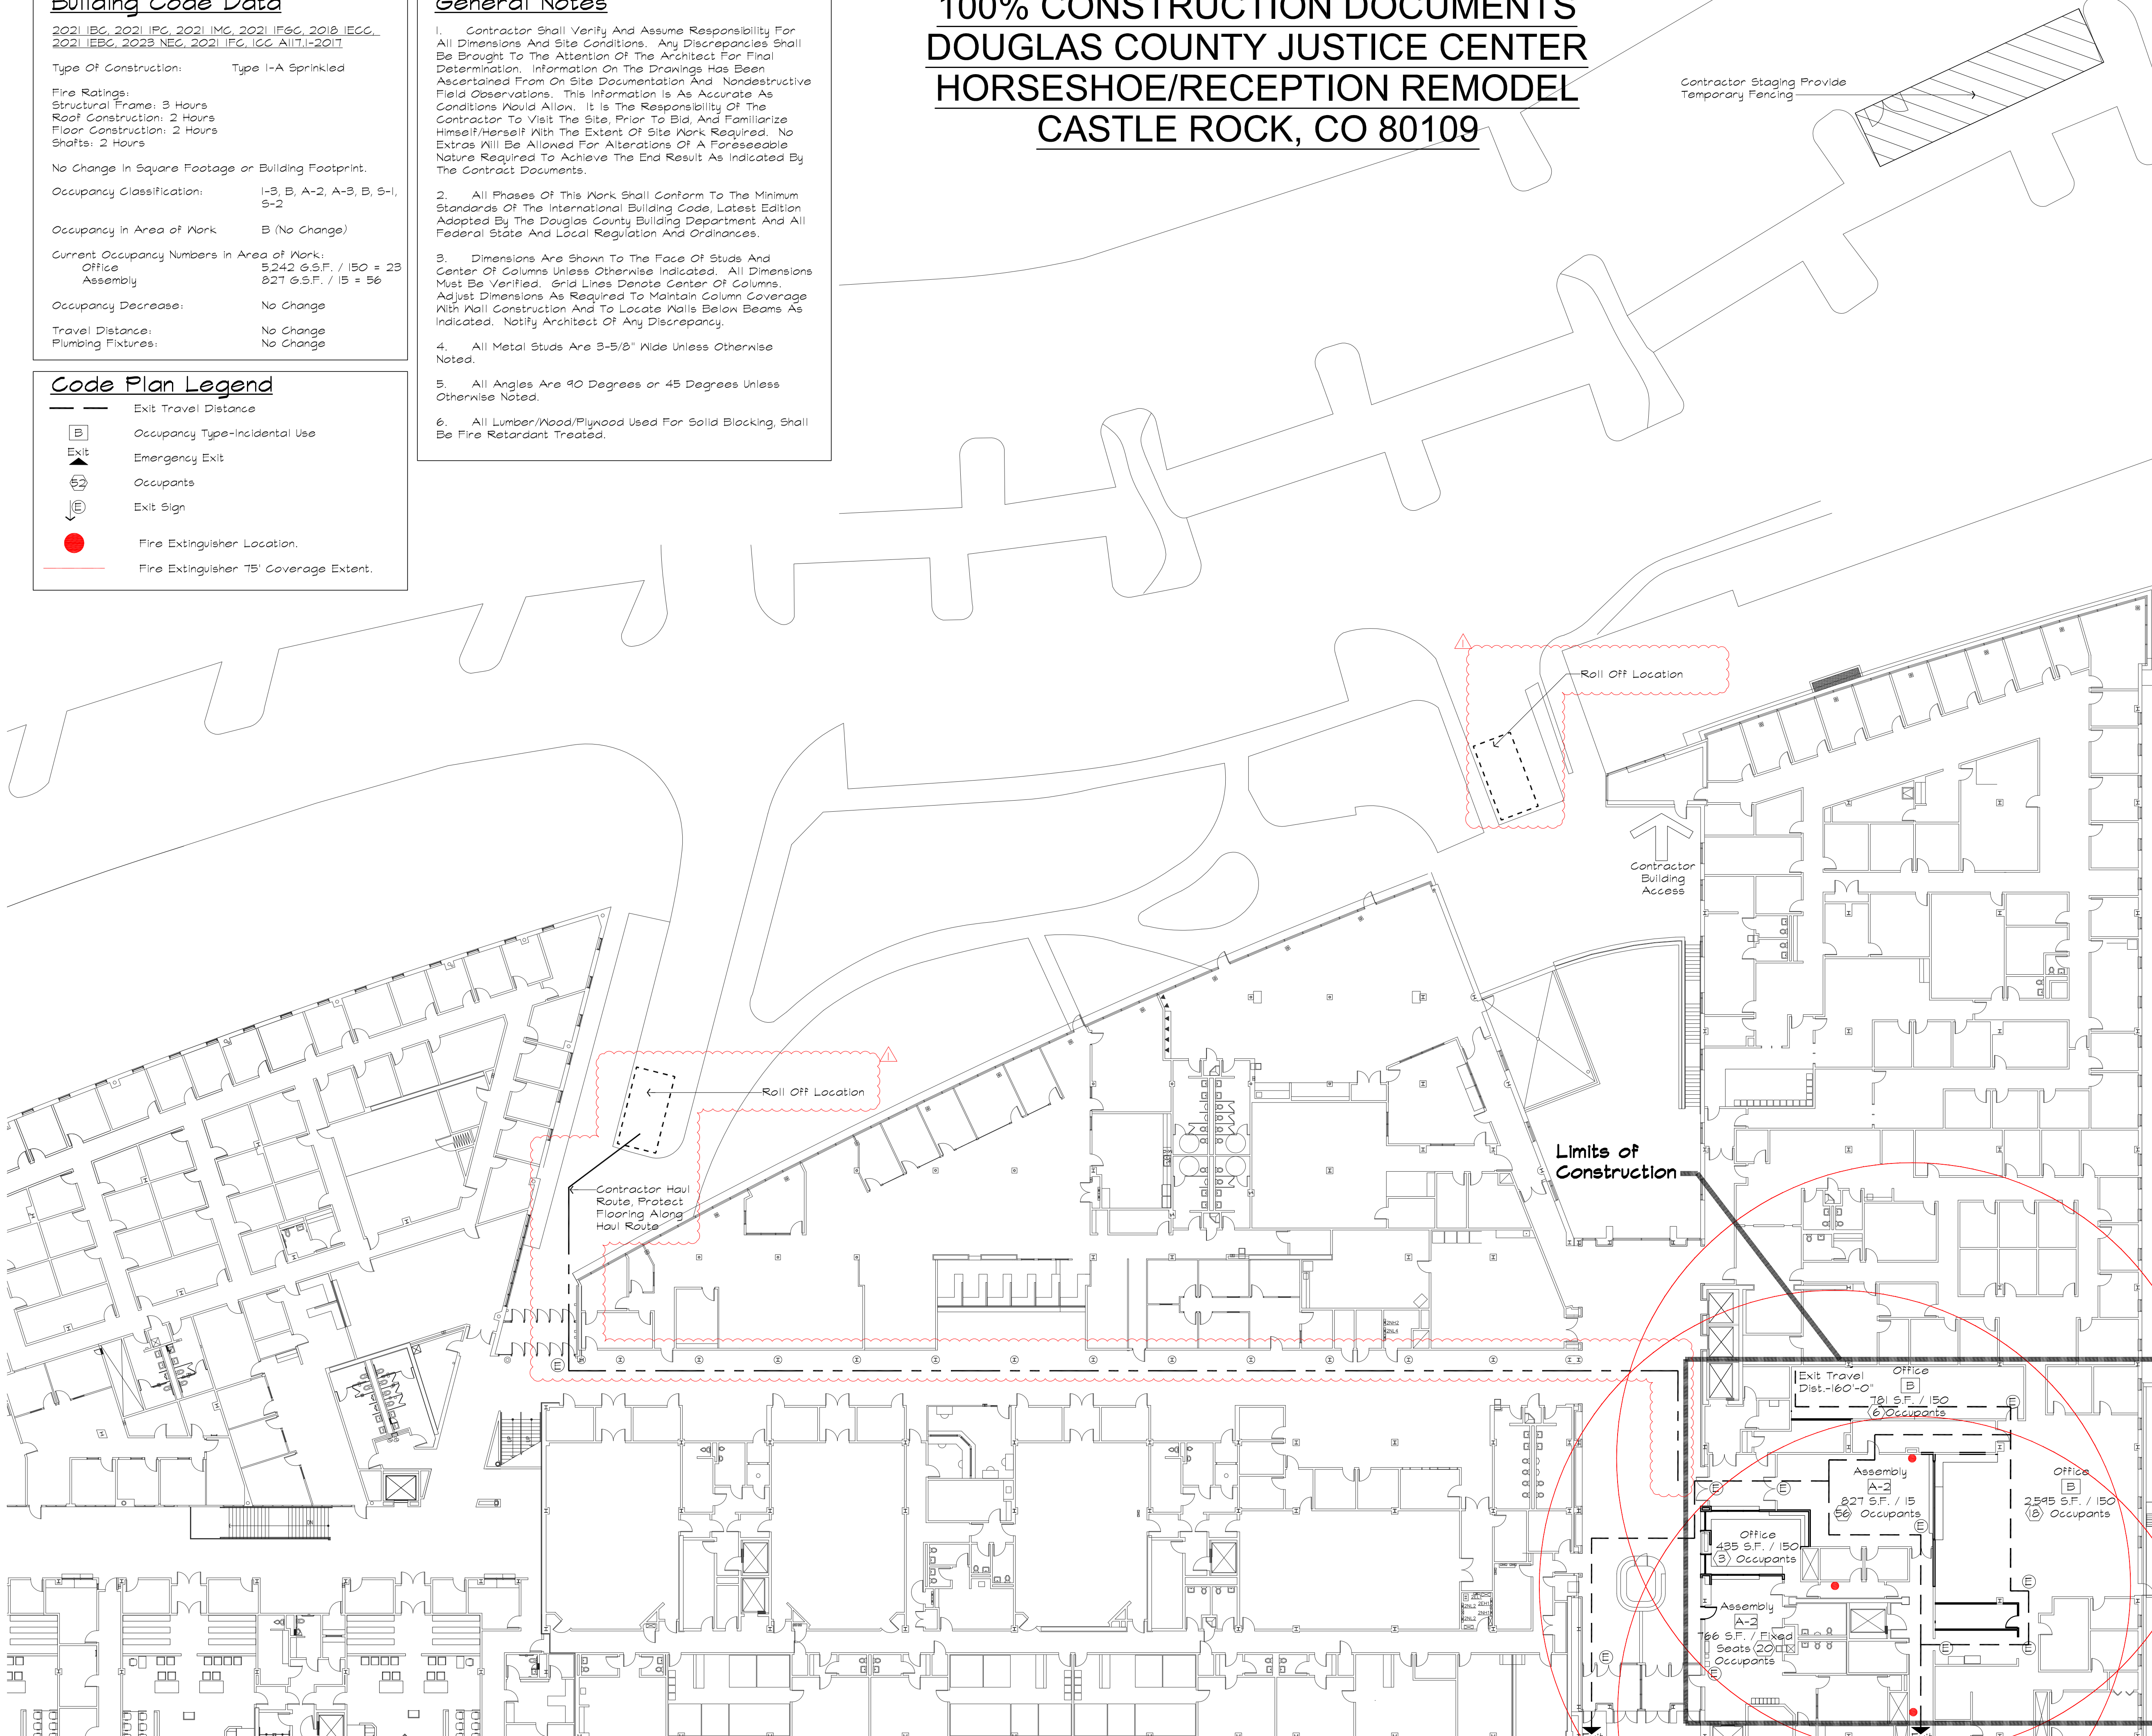 Building Code Data
2021 IBC, 2021 IPC, 2021 IMC, 2021 IFGC, 2018 IECC,
2021 IEBC, 2023 NEC, 2021 IFC, ICC A117.1-2017
Type Of Construction: Type I-A Sprinkled
Fire Ratings:
Structural Frame: 3 Hours
Roof Construction: 2 Hours
Floor Construction: 2 Hours
Shafts: 2 Hours
No Change in Square Footage or Building Footprint.
Occupancy Classification: I-3, B, A-2, A-3, B, S-1,
S-2
Occupancy in Area of Work B (No Change)
Current Occupancy Numbers in Area of Work:
Office 5,242 G.S.F. / 150 = 23
Assembly 827 G.S.F. / 15 = 56
Occupancy Decrease: No Change
Travel Distance: No Change
Plumbing Fixtures: No Change
Code Plan Legend
Exit Travel Distance
B Occupancy Type-Incidental Use
Exit
Emergency Exit
52 Occupants
E Exit Sign
Fire Extinguisher Location.
Fire Extinguisher 75' Coverage Extent.
General Notes
1. Contractor Shall Verify And Assume Responsibility For
All Dimensions And Site Conditions. Any Discrepancies Shall
Be Brought To The Attention Of The Architect For Final
Determination. Information On The Drawings Has Been
Ascertained From On Site Documentation And Nondestructive
Field Observations. This Information Is As Accurate As
Conditions Would Allow. It Is The Responsibility Of The
Contractor To Visit The Site, Prior To Bid, And Familiarize
Himself/Herself With The Extent Of Site Work Required. No
Extras Will Be Allowed For Alterations Of A Foreseeable
Nature Required To Achieve The End Result As Indicated By
The Contract Documents.
2. All Phases Of This Work Shall Conform To The Minimum
Standards Of The International Building Code, Latest Edition
Adopted By The Douglas County Building Department And All
Federal State And Local Regulation And Ordinances.
3. Dimensions Are Shown To The Face Of Studs And
Center Of Columns Unless Otherwise Indicated. All Dimensions
Must Be Verified. Grid Lines Denote Center Of Columns.
Adjust Dimensions As Required To Maintain Column Coverage
With Wall Construction And To Locate Walls Below Beams As
Indicated. Notify Architect Of Any Discrepancy.
4. All Metal Studs Are 3-5/8" Wide Unless Otherwise
Noted.
5. All Angles Are 90 Degrees or 45 Degrees Unless
Otherwise Noted.
6. All Lumber/Wood/Plywood Used For Solid Blocking, Shall
Be Fire Retardant Treated.
100% CONSTRUCTION DOCUMENTS
DOUGLAS COUNTY JUSTICE CENTER
HORSESHOE/RECEPTION REMODEL
CASTLE ROCK, CO 80109
Contractor Staging Provide
Temporary Fencing
Roll Off Location
Contractor
Building
Access
Roll Off Location
Contractor Haul
Route, Protect
Flooring Along
Haul Route
Limits of
Construction
2NH2
2NL4
Exit Travel
Dist.-160'-0"
Office
B
781 S.F. / 150
6 Occupants
Assembly
A-2
827 S.F. / 15
56 Occupants
Office
B
2,595 S.F. / 150
18 Occupants
Office
435 S.F. / 150
3 Occupants
Assembly
A-2
766 S.F. / Fixed
Seats 20
Occupants
DN